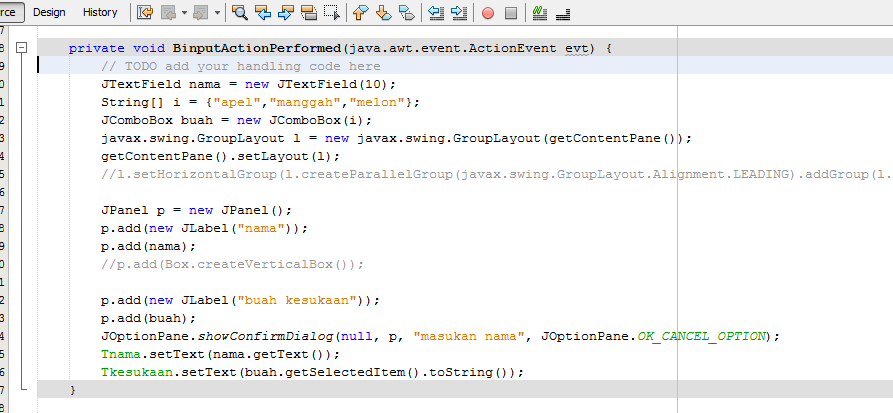 rce Design History
private void BinputActionPerformed(java.awt.event.ActionEvent evt) {
// TODO add your handling code here
JTextField nama = new JTextField(10);
String[] i = {"apel","manggah","melon"};
JComboBox buah = new JComboBox(i);
javax.swing.GroupLayout l = new javax.swing.GroupLayout(getContentPane());
getContentPane().setLayout(l);
//l.setHorizontalGroup(l.createParallelGroup(javax.swing.GroupLayout.Alignment.LEADING).addGroup(l.
JPanel p = new JPanel();
p.add(new JLabel("nama"));
p.add(nama);
//p.add(Box.createVerticalBox());
p.add(new JLabel("buah kesukaan"));
p.add(buah);
JOptionPane.showConfirmDialog(null, p, "masukan nama", JOptionPane.OK_CANCEL_OPTION);
Tnama.setText(nama.getText());
Tkesukaan.setText(buah.getSelectedItem().toString());
}